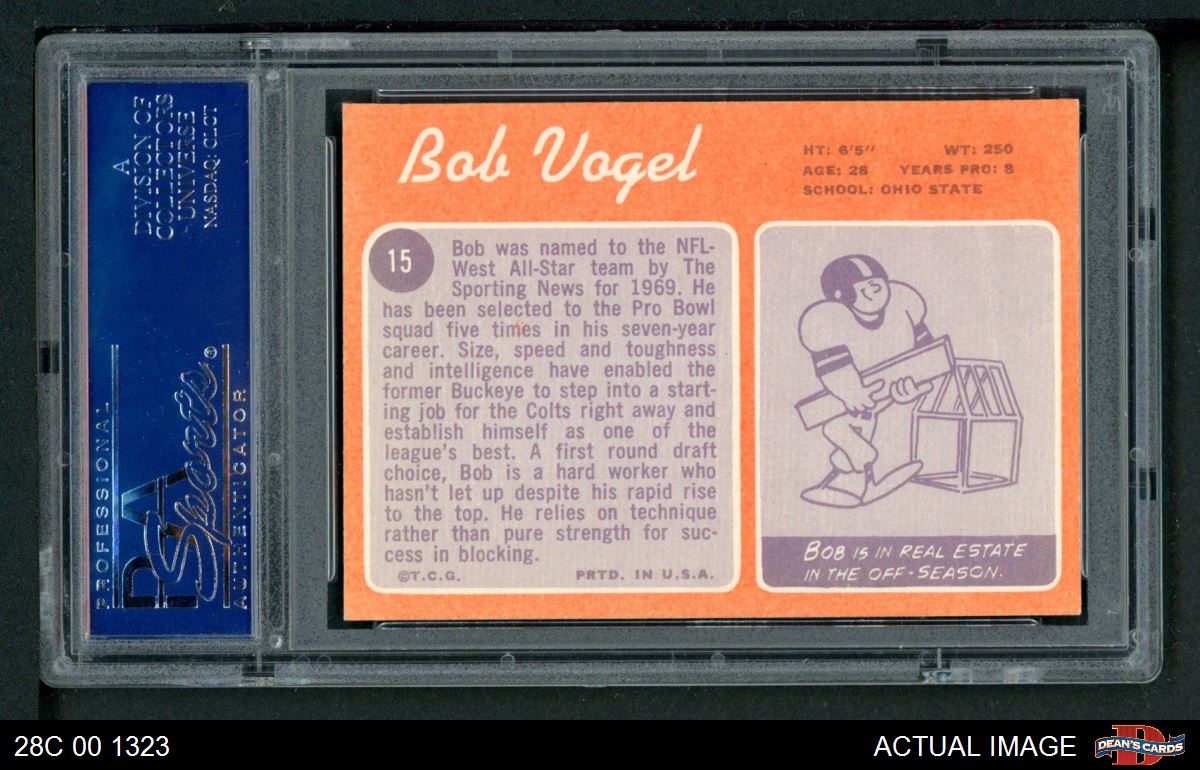 A
DIVISION OF
COLLECTORS
UNIVERSE
NASDAQ: CLCT
PROFESSIONAL
PSA
Sports®
AUTHENTICATOR
Bob Vogel
HT: 6'5" WT: 250
AGE: 28 YEARS PRO: 8
SCHOOL: OHIO STATE
15
Bob was named to the NFL-
West All-Star team by The
Sporting News for 1969. He
has been selected to the Pro Bowl
squad five times in his seven-year
career. Size, speed and toughness
and intelligence have enabled the
former Buckeye to step into a start-
ing job for the Colts right away and
establish himself as one of the
league's best. A first round draft
choice, Bob is a hard worker who
hasn't let up despite his rapid rise
to the top. He relies on technique
rather than pure strength for suc-
cess in blocking.
©T.C.G. PRTD. IN U.S.A.
BOB IS IN REAL ESTATE
IN THE OFF-SEASON.
28C 00 1323
ACTUAL IMAGE
D
DEAN'S CARDS